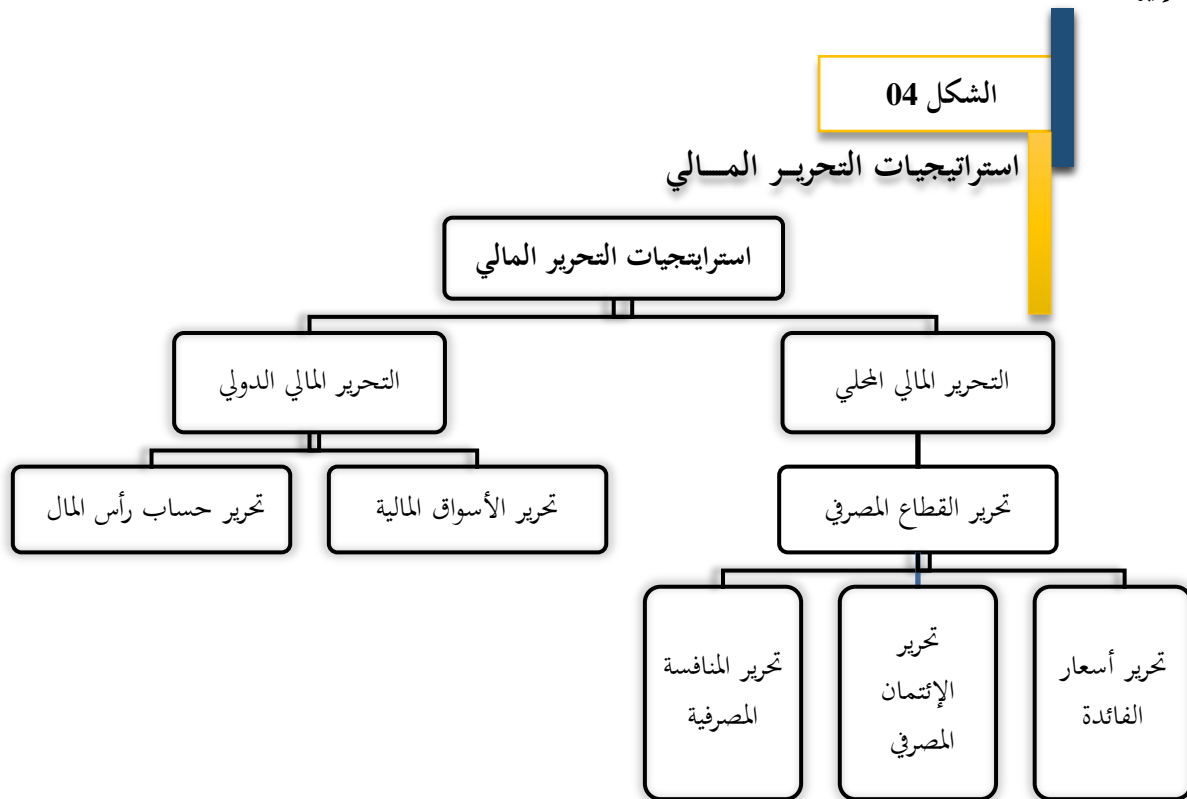 الشكل 04
استراتيجيات التحريــر المــــالي
استرايتجيات التحرير المالي
التحرير المالي المحلي
التحرير المالي الدولي
تحرير القطاع المصرفي
تحرير الأسواق المالية
تحرير حساب رأس المال
تحرير أسعار
الفائدة
تحرير
الإئتمان
المصرفي
تحرير المنافسة
المصرفية